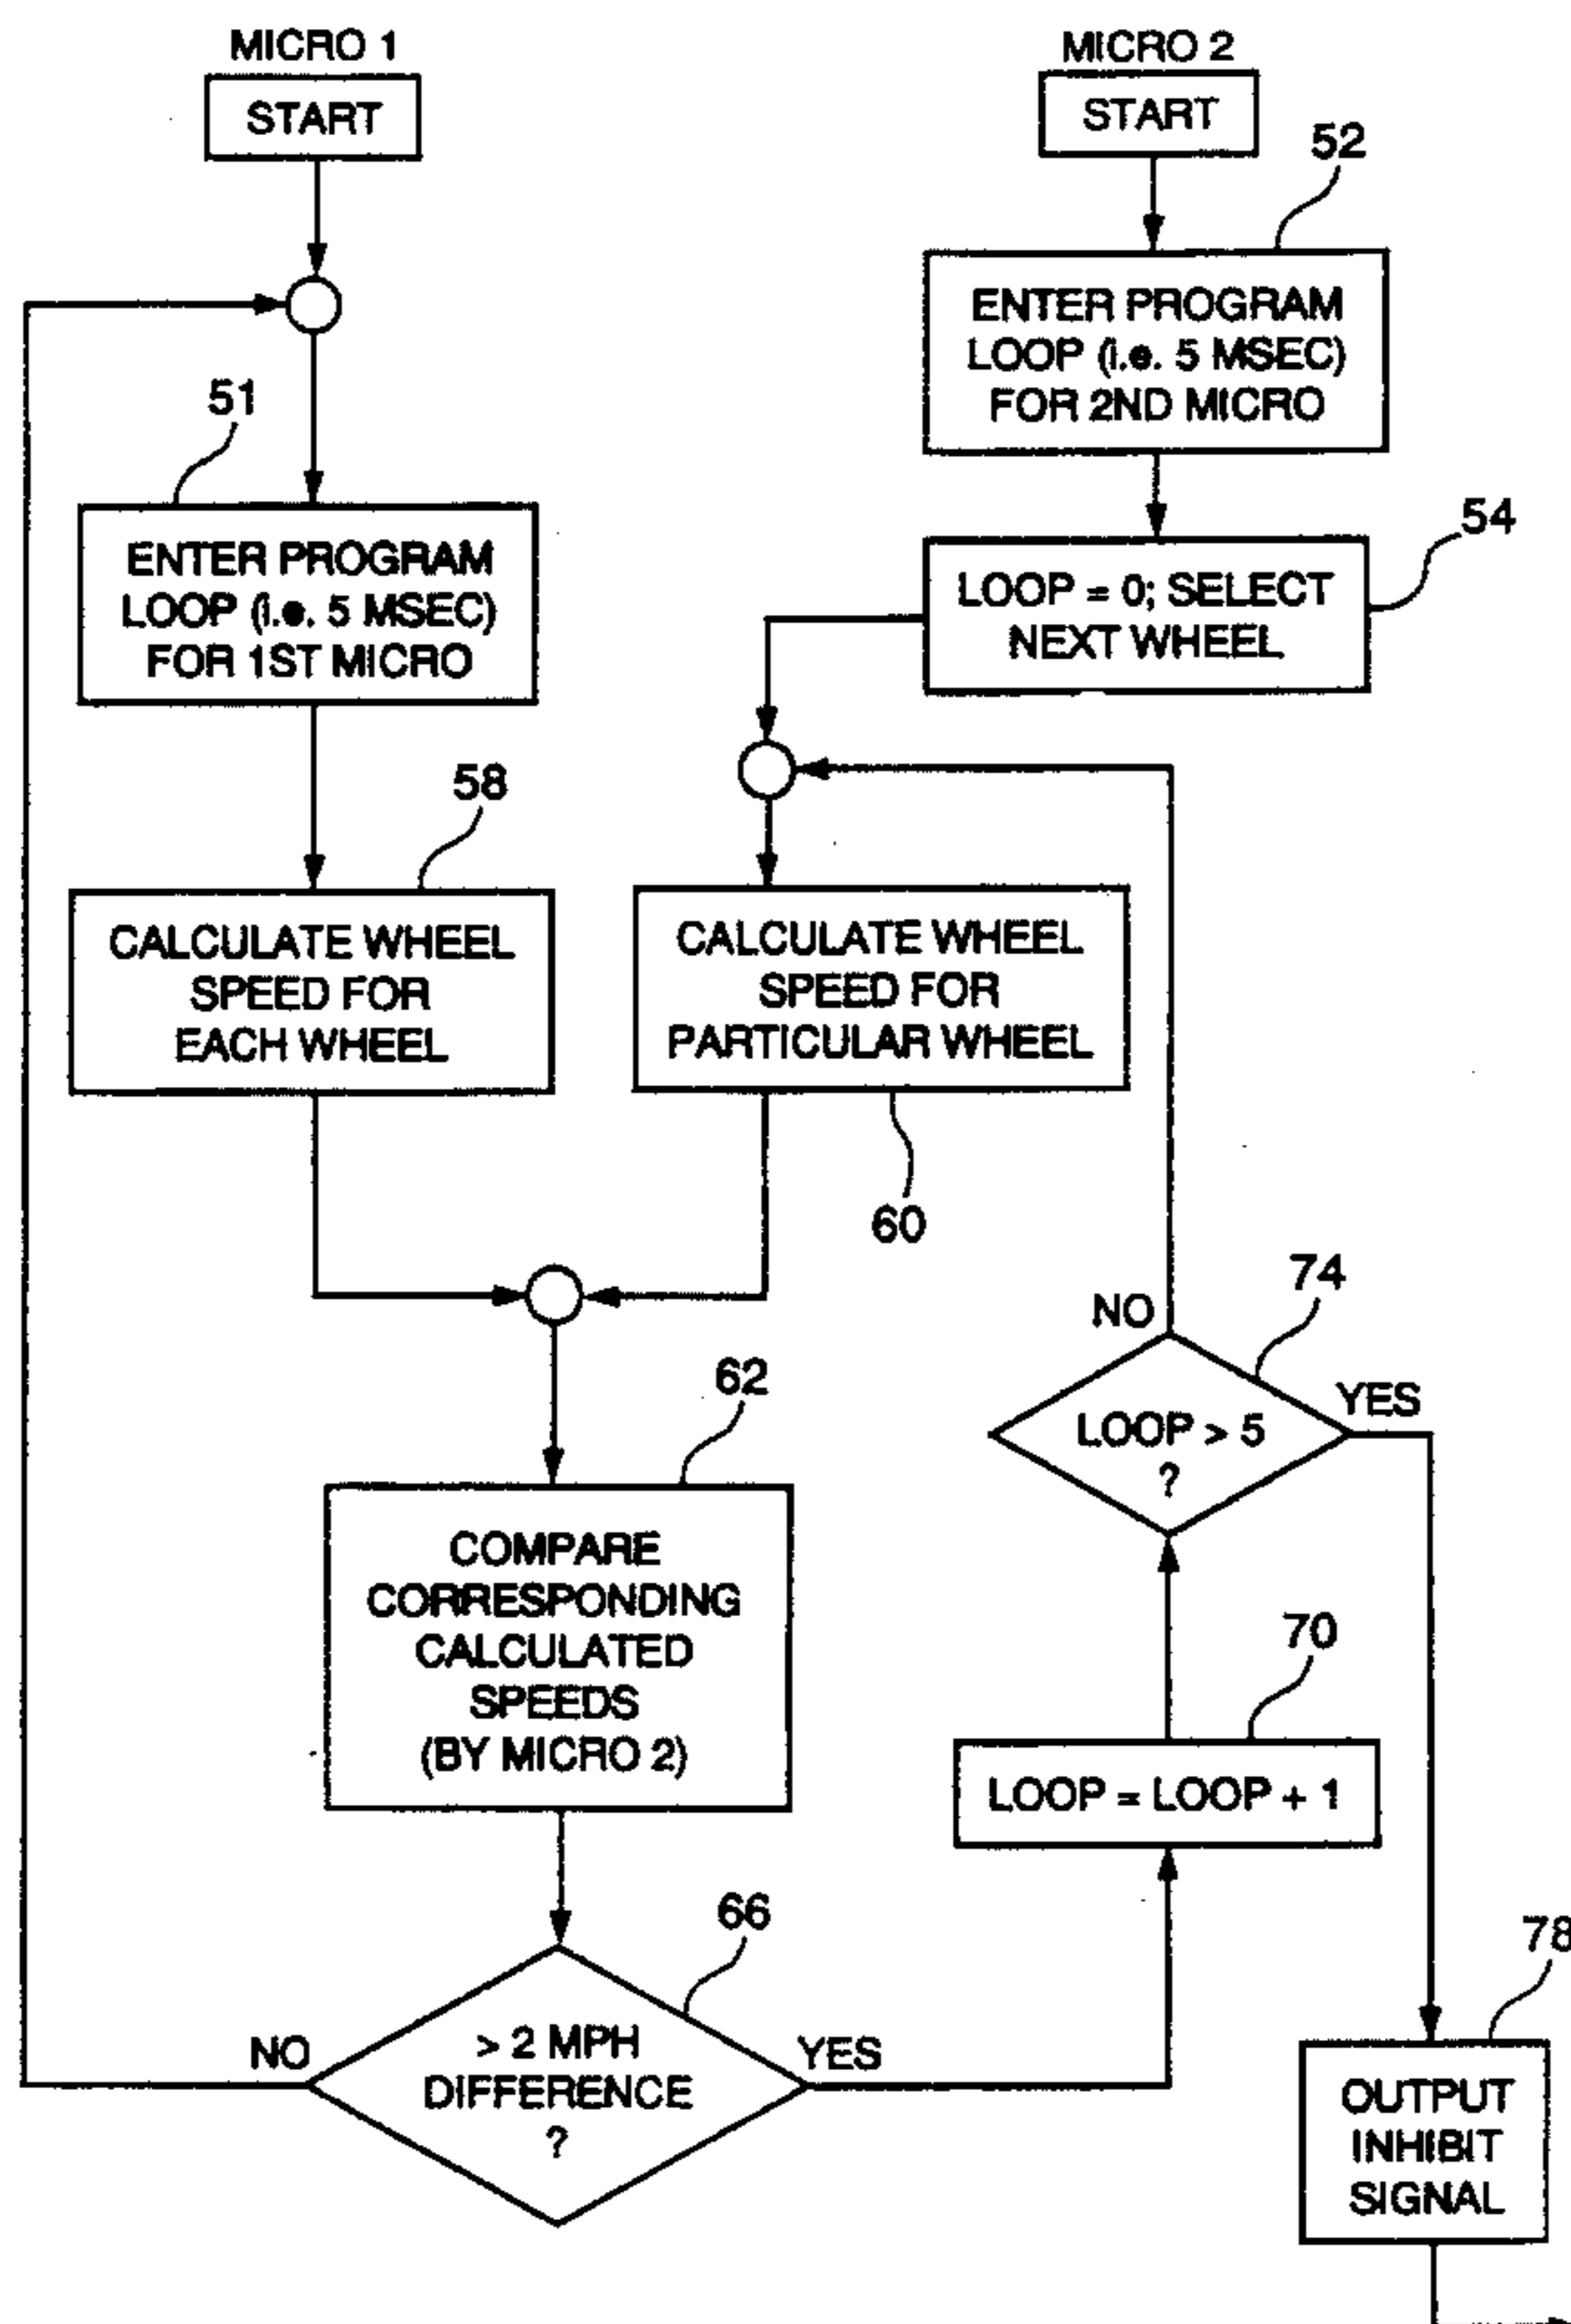 MICRO 1
START
MICRO 2
START
52
ENTER PROGRAM
LOOP (i.e. 5 MSEC)
FOR 2ND MICRO
51
ENTER PROGRAM
LOOP (i.e. 5 MSEC)
FOR 1ST MICRO
54
LOOP = 0; SELECT
NEXT WHEEL
58
CALCULATE WHEEL
SPEED FOR
EACH WHEEL
CALCULATE WHEEL
SPEED FOR
PARTICULAR WHEEL
60
62
COMPARE
CORRESPONDING
CALCULATED
SPEEDS
(BY MICRO 2)
74
NO
YES
LOOP > 5
?
70
LOOP = LOOP + 1
66
NO
> 2 MPH
DIFFERENCE
?
YES
78
OUTPUT
INHIBIT
SIGNAL